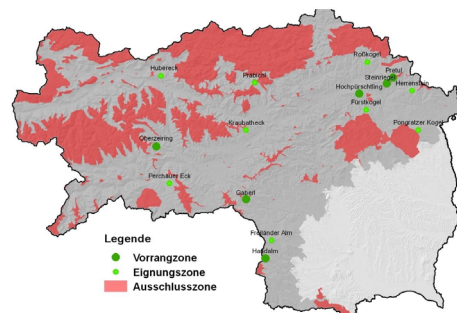 Roßkogel
Hubereck
Pretul
Steinriegel
Präbichl
Herrenstein
Hochpürschtling
Fürstkogel
Kraubatheck
Pongratzer Kogel
Oberzeiring
Perchauer Eck
Gaberl
Freiländer Alm
Handalm
Legende
Vorrangzone
Eignungszone
Ausschlusszone